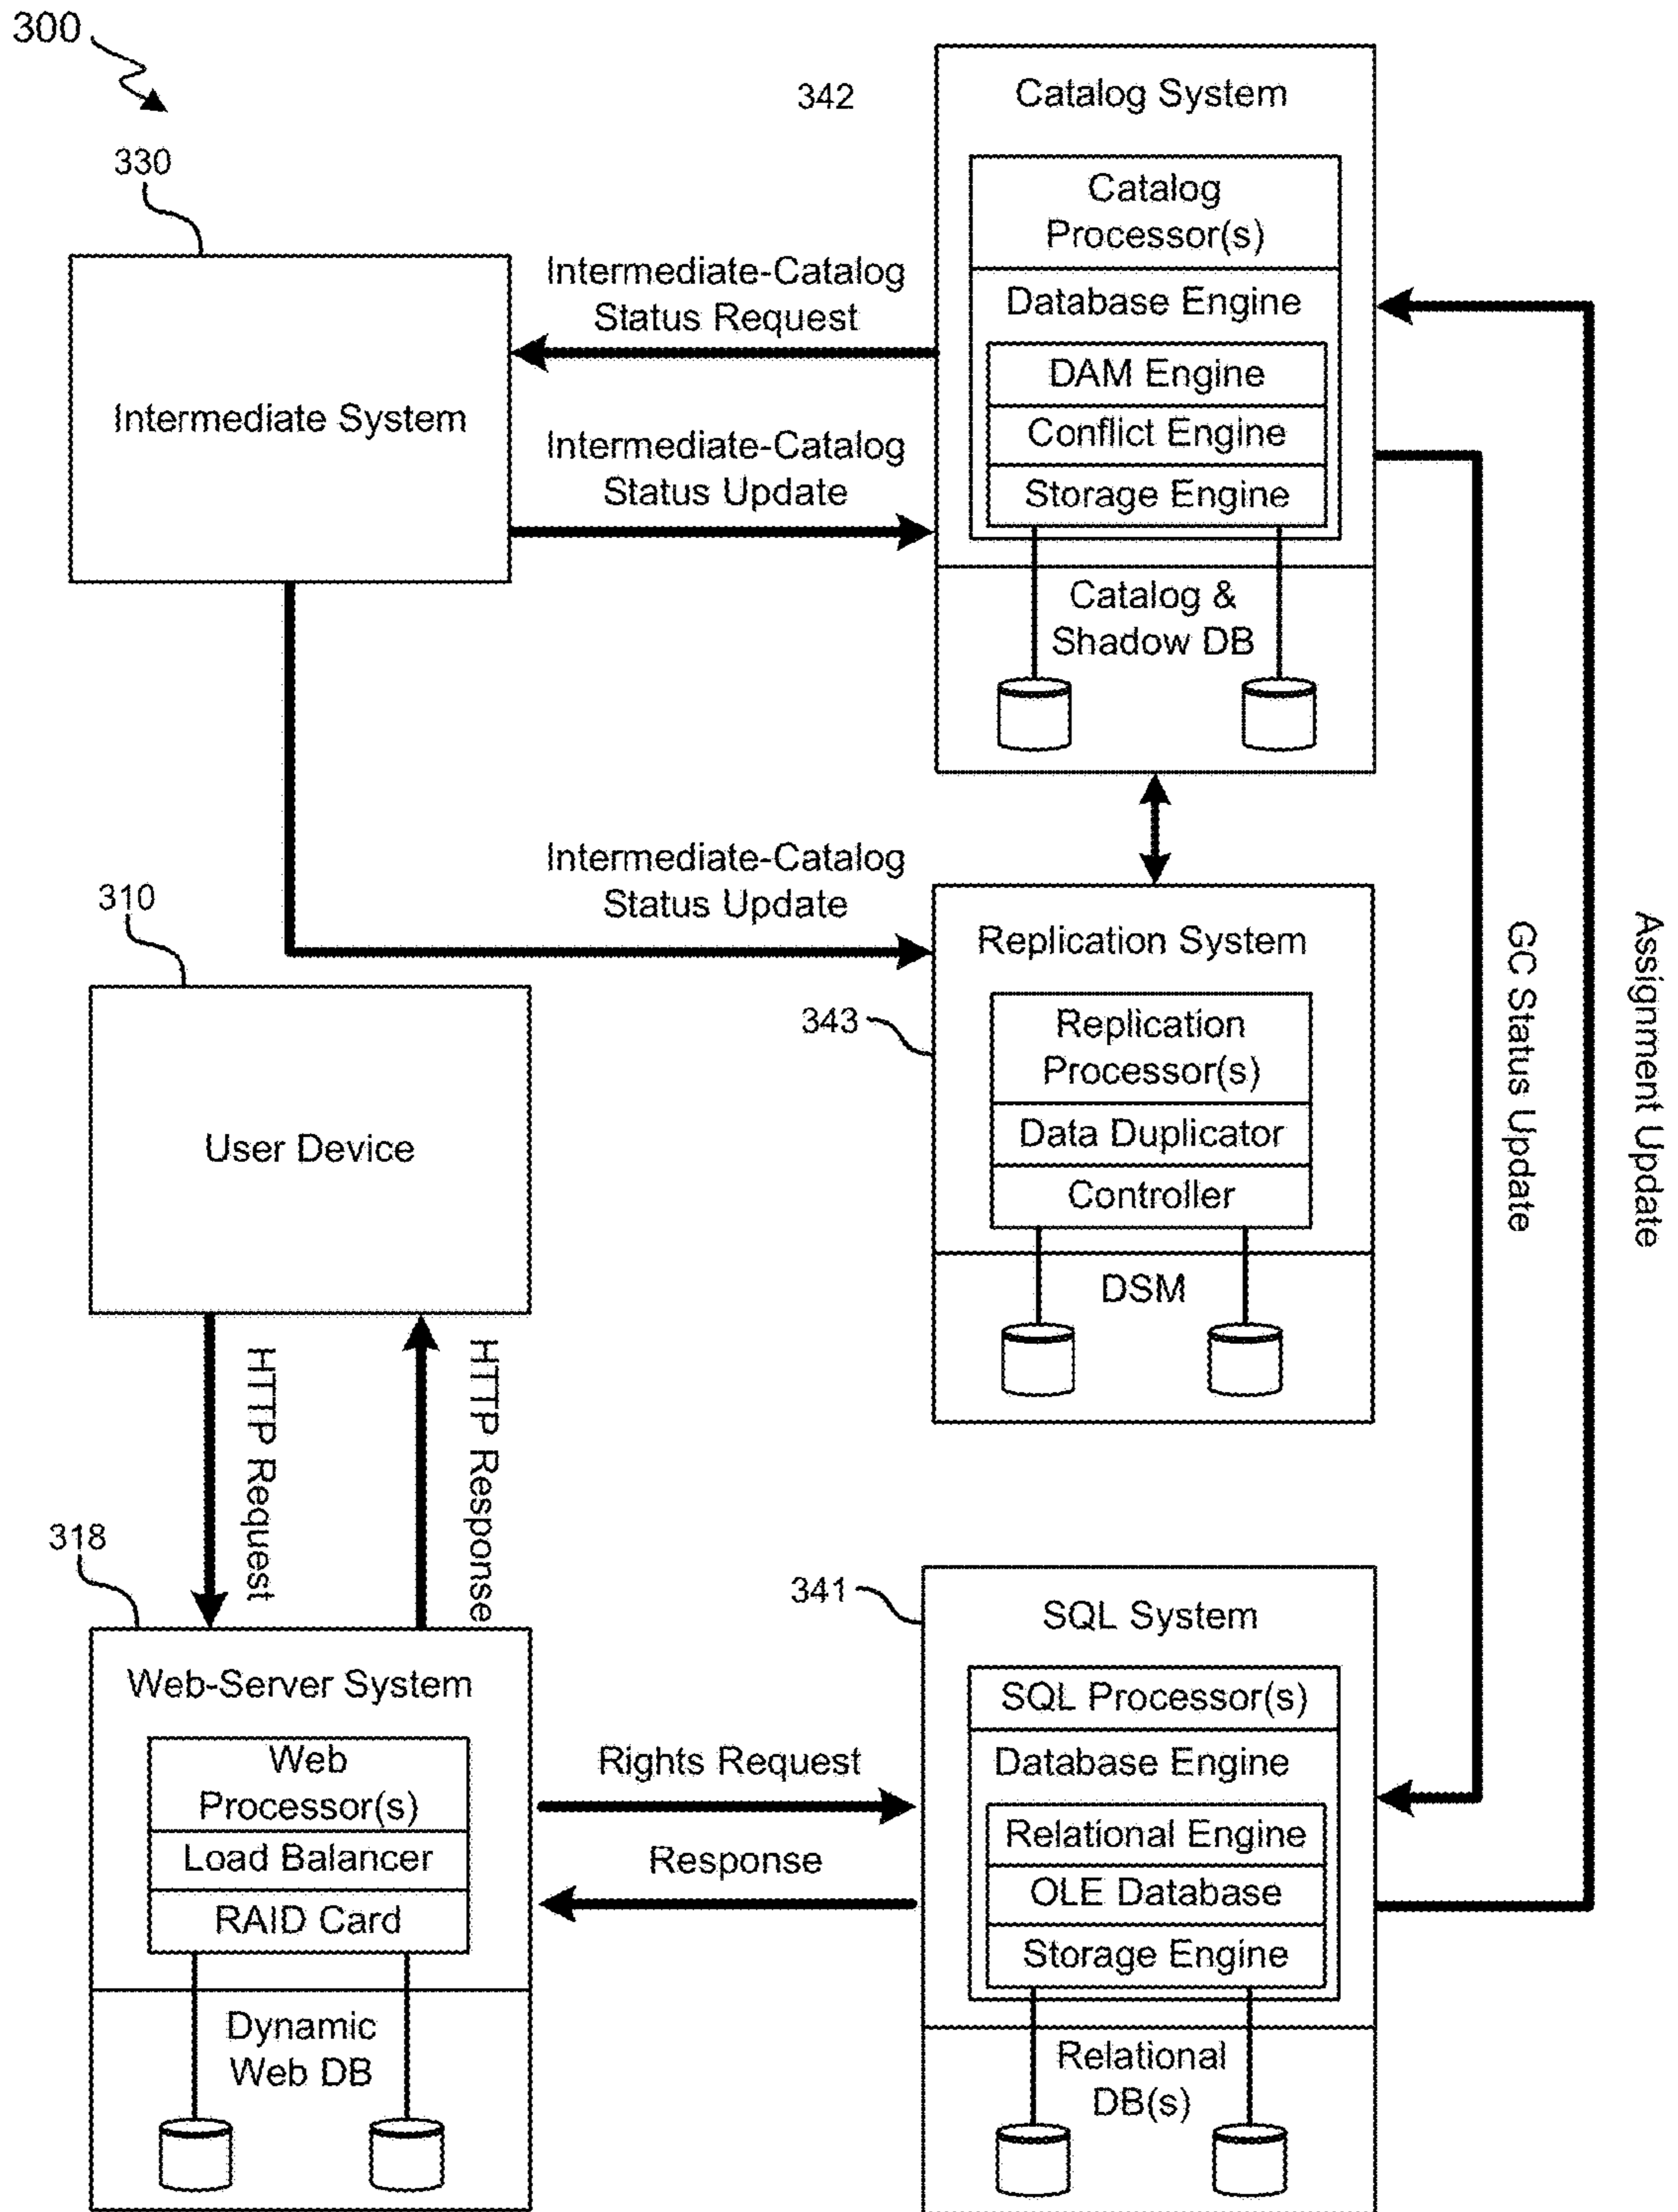 300
330
Intermediate System
Intermediate-Catalog
Status Request
Intermediate-Catalog
Status Update
342
Catalog System
Catalog
Processor(s)
Database Engine
DAM Engine
Conflict Engine
Storage Engine
Catalog &
Shadow DB
Intermediate-Catalog
Status Update
310
User Device
343
Replication System
Replication
Processor(s)
Data Duplicator
Controller
DSM
GC Status Update
Assignment Update
HTTP Request
HTTP Response
318
Web-Server System
Web
Processor(s)
Load Balancer
RAID Card
Dynamic
Web DB
Rights Request
Response
341
SQL System
SQL Processor(s)
Database Engine
Relational Engine
OLE Database
Storage Engine
Relational
DB(s)